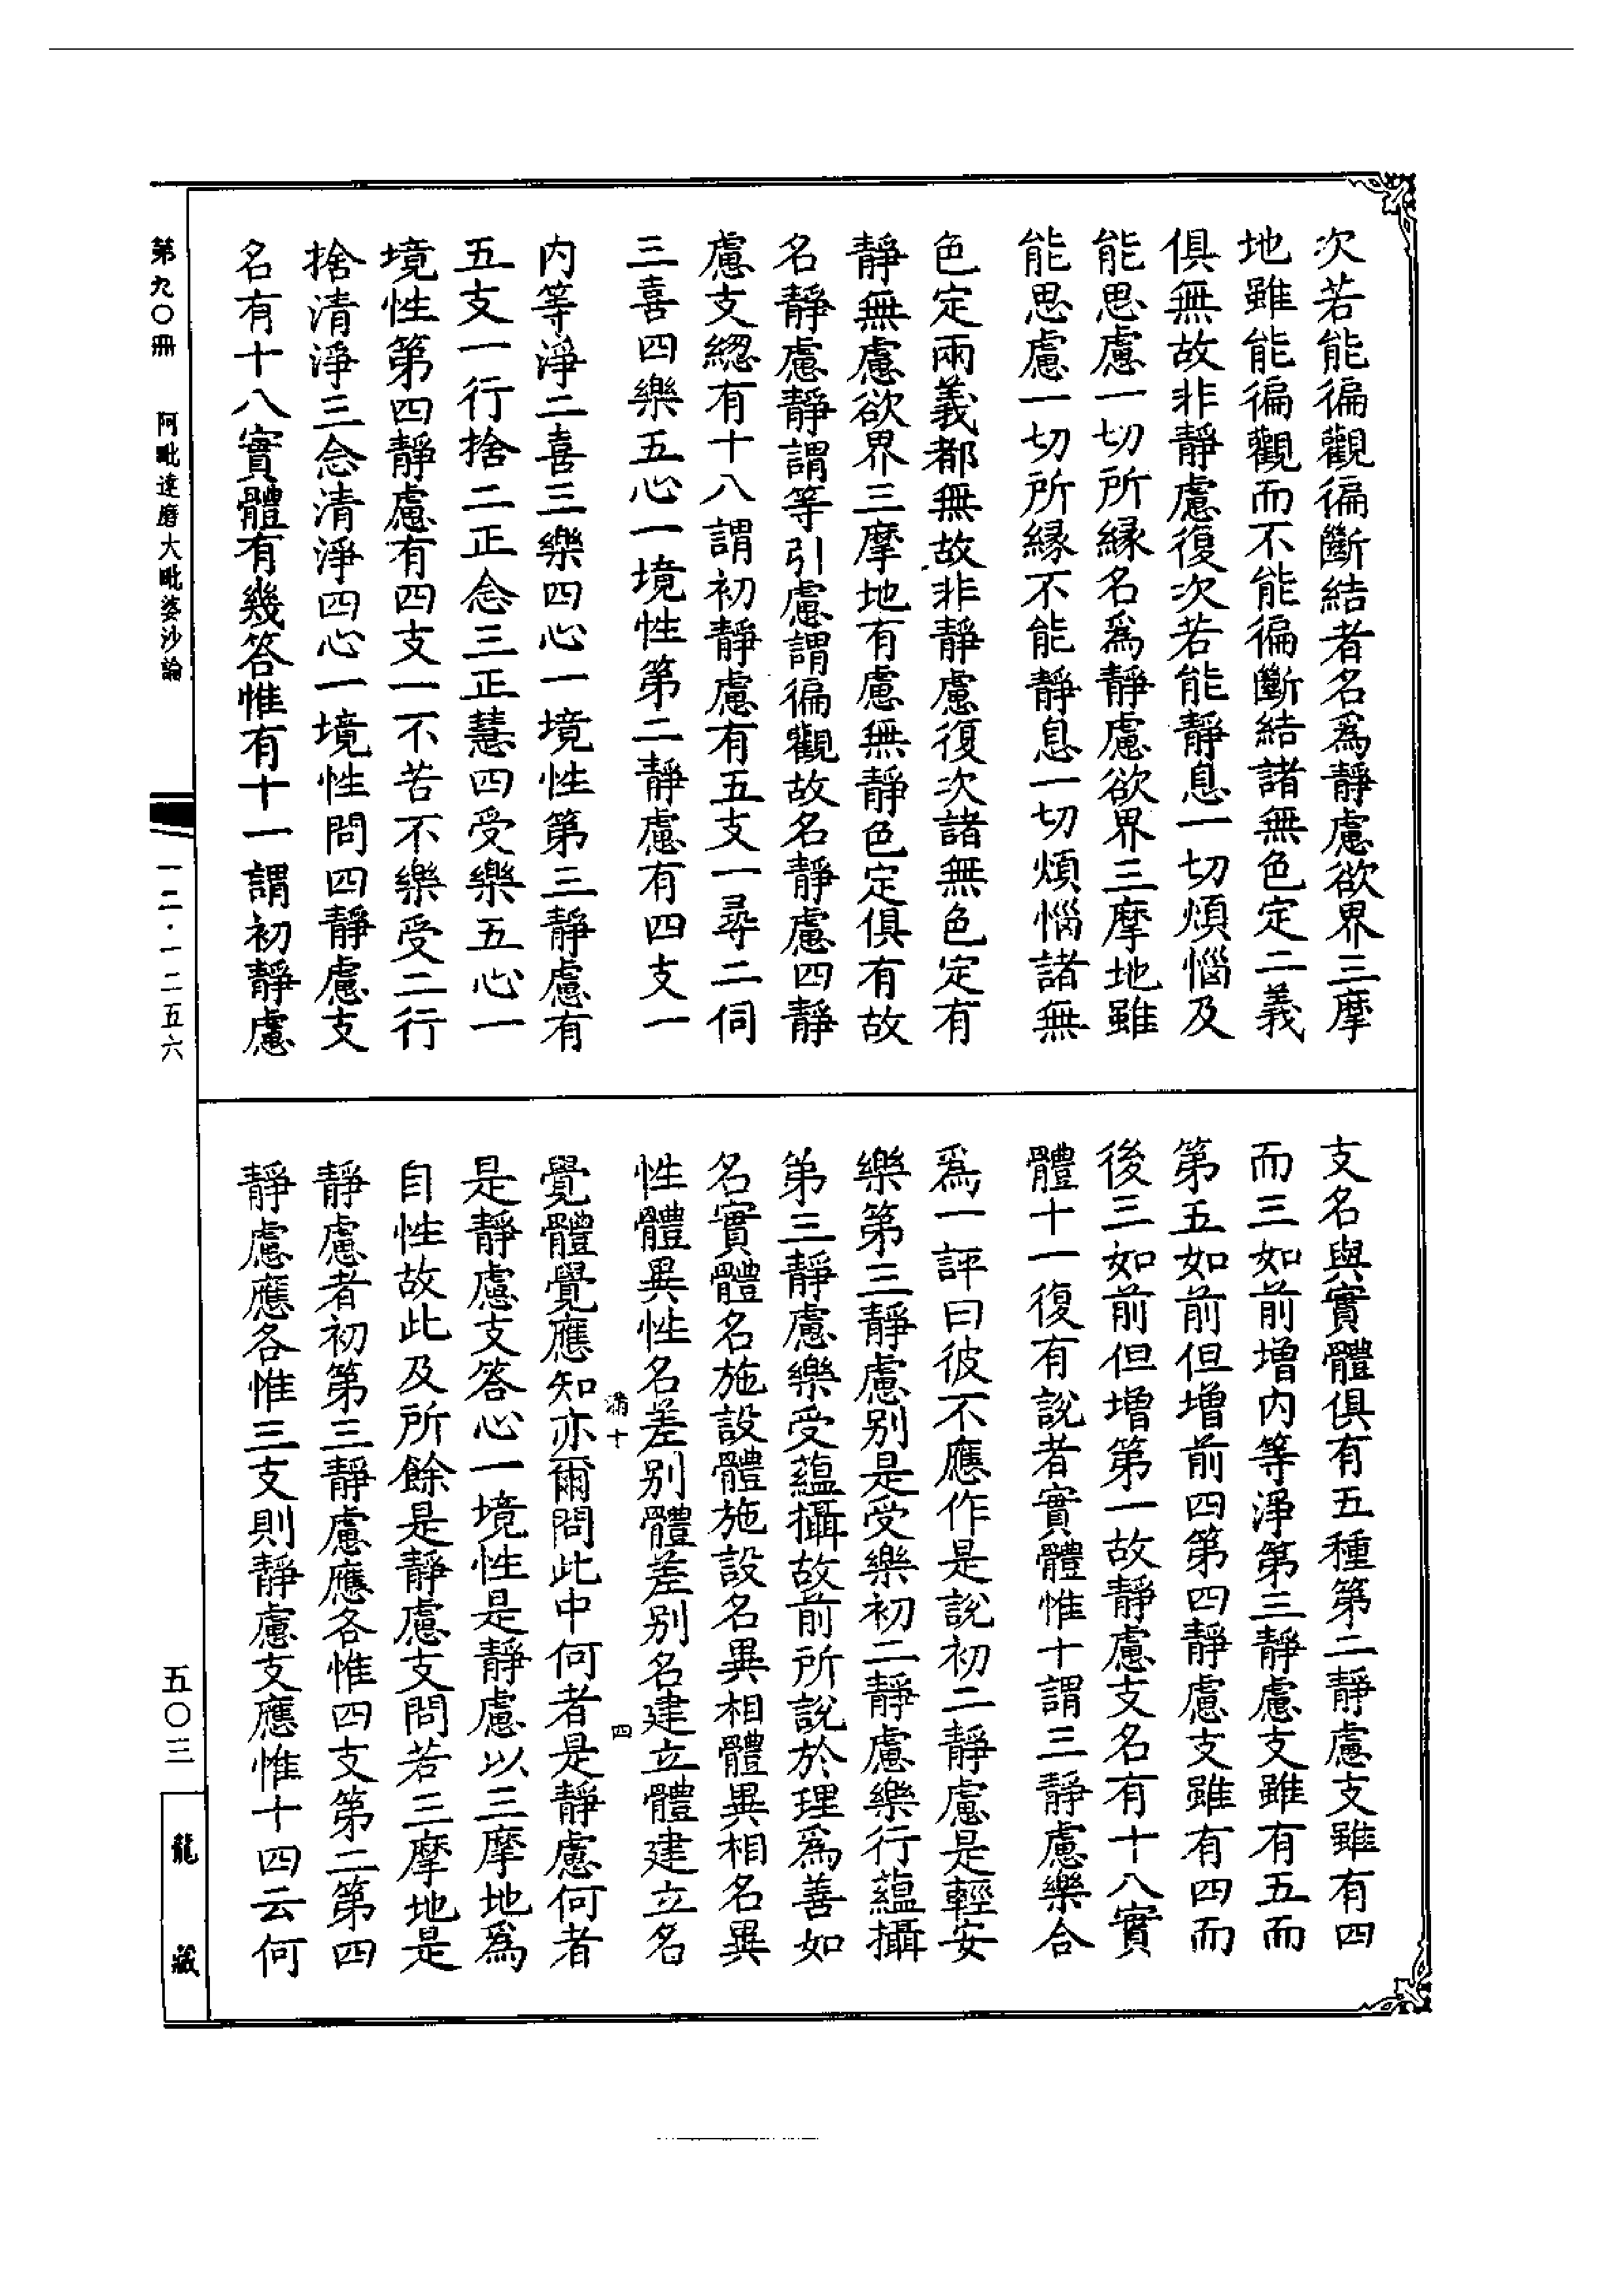 次若能徧觀徧斷結者名爲靜慮欲界三摩
地雖能徧觀而不能徧斷結諸無色定二義
俱無故非靜慮復次若能靜息一切煩惱及
能思慮一切所緣名爲靜慮欲界三摩地雖
能思慮一切所緣不能靜息一切煩惱諸無
色定兩義都無故非靜慮復次諸無色定有
靜無慮欲界三摩地有慮無靜色定俱有故
名靜慮靜謂等引慮謂徧觀故名靜慮四靜
慮支緫有十八謂初靜慮有五支一尋二伺
三喜四樂五心一境性第二靜慮有四支一
内等淨二喜三樂四心一境性第三靜慮有
五支一行捨二正念三正慧四受樂五心一
境性第四靜慮有四支一不苦不樂受二行
捨清淨三念清淨四心一境性問四靜慮支
名有十八實體有幾答惟有十一謂初靜慮
支名與實體俱有五種第二靜慮支雖有四
而三如前增内等淨第三靜慮支雖有五而
第五如前但增前四第四靜慮支雖有四而
後三如前但增第一故靜慮支名有十八實
體十一復有說者實體惟十謂三靜慮樂合
爲一評曰彼不應作是說初二靜慮是輕安
樂第三靜慮别是受樂初二靜慮樂行蘊攝
第三靜慮樂受蘊攝故前所說於理爲善如
名實體名施設體施設名異相體異相名異
性體異性名差别體差别名建立體建立名
滿十 四
覺體覺應知亦爾問此中何者是靜慮何者
是靜慮支答心一境性是靜慮以三摩地爲
自性故此及所餘是靜慮支問若三摩地是
靜慮者初第三靜慮應各惟四支第二第四
靜慮應各惟三支則靜慮支應惟十四云何
第九〇冊 阿毗達磨大毗婆沙論 一二·一二五六 五〇三
龍藏